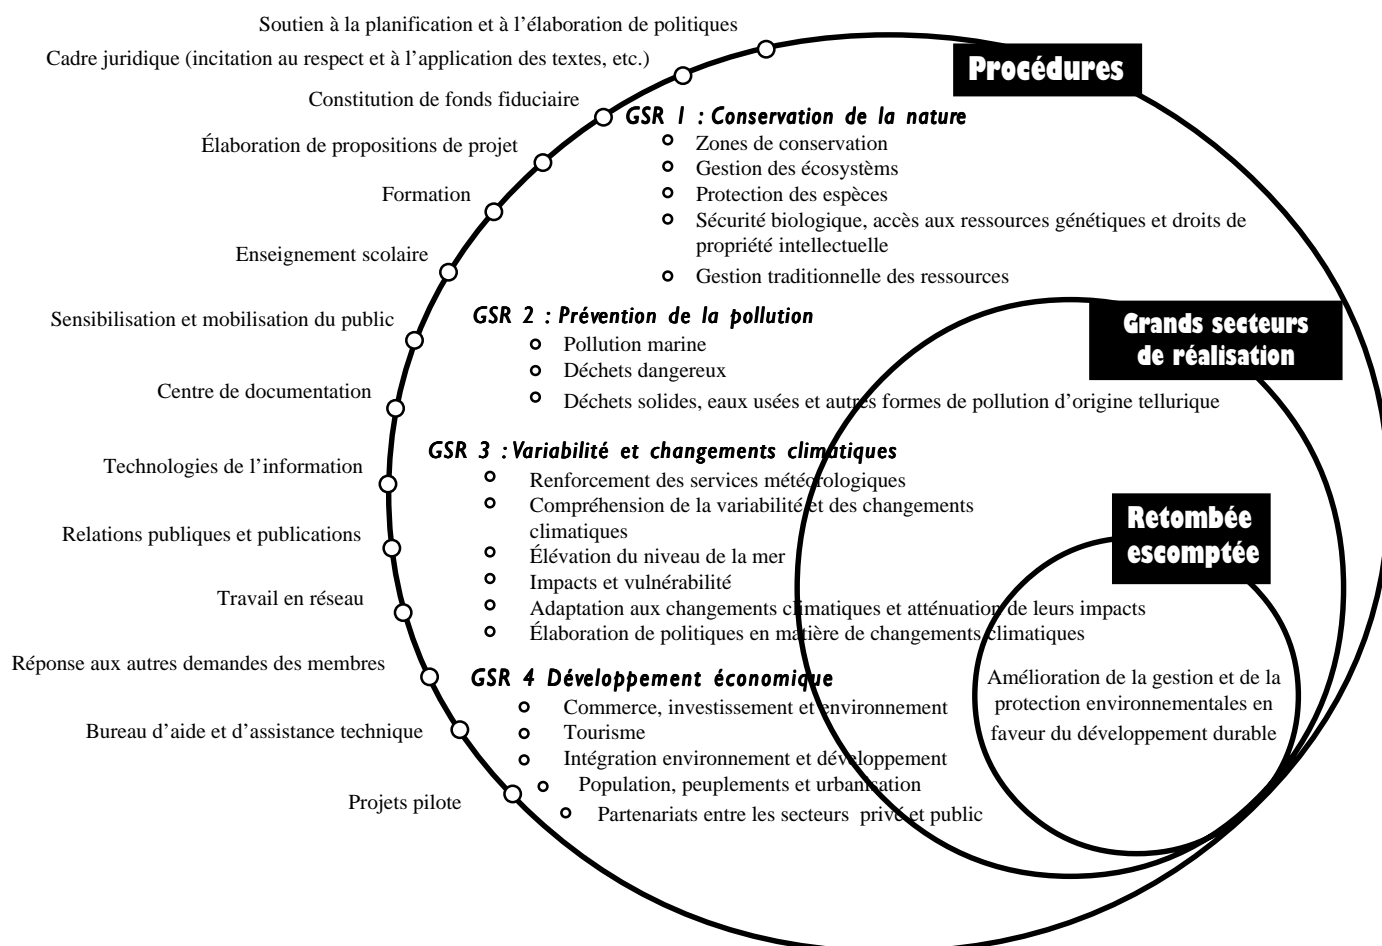 Soutien à la planification et à l’élaboration de politiques
Cadre juridique (incitation au respect et à l’application des textes, etc.)
Constitution de fonds fiduciaire
Élaboration de propositions de projet
Formation
Enseignement scolaire
Sensibilisation et mobilisation du public
Centre de documentation
Technologies de l’information
Relations publiques et publications
Travail en réseau
Réponse aux autres demandes des membres
Bureau d’aide et d’assistance technique
Projets pilote
Procédures
GSR 1 : Conservation de la nature
Zones de conservation
Gestion des écosystèms
Protection des espèces
Sécurité biologique, accès aux ressources génétiques et droits de
propriété intellectuelle
Gestion traditionnelle des ressources
GSR 2 : Prévention de la pollution
Pollution marine
Déchets dangereux
Déchets solides, eaux usées et autres formes de pollution d’origine tellurique
GSR 3 : Variabilité et changements climatiques
Renforcement des services météorologiques
Compréhension de la variabilité et des changements
climatiques
Élévation du niveau de la mer
Impacts et vulnérabilité
Adaptation aux changements climatiques et atténuation de leurs impacts
Élaboration de politiques en matière de changements climatiques
GSR 4 Développement économique
Commerce, investissement et environnement
Tourisme
Intégration environnement et développement
Population, peuplements et urbanisation
Partenariats entre les secteurs privé et public
Grands secteurs
de réalisation
Retombée
escomptée
Amélioration de la gestion et de la
protection environnementales en
faveur du développement durable